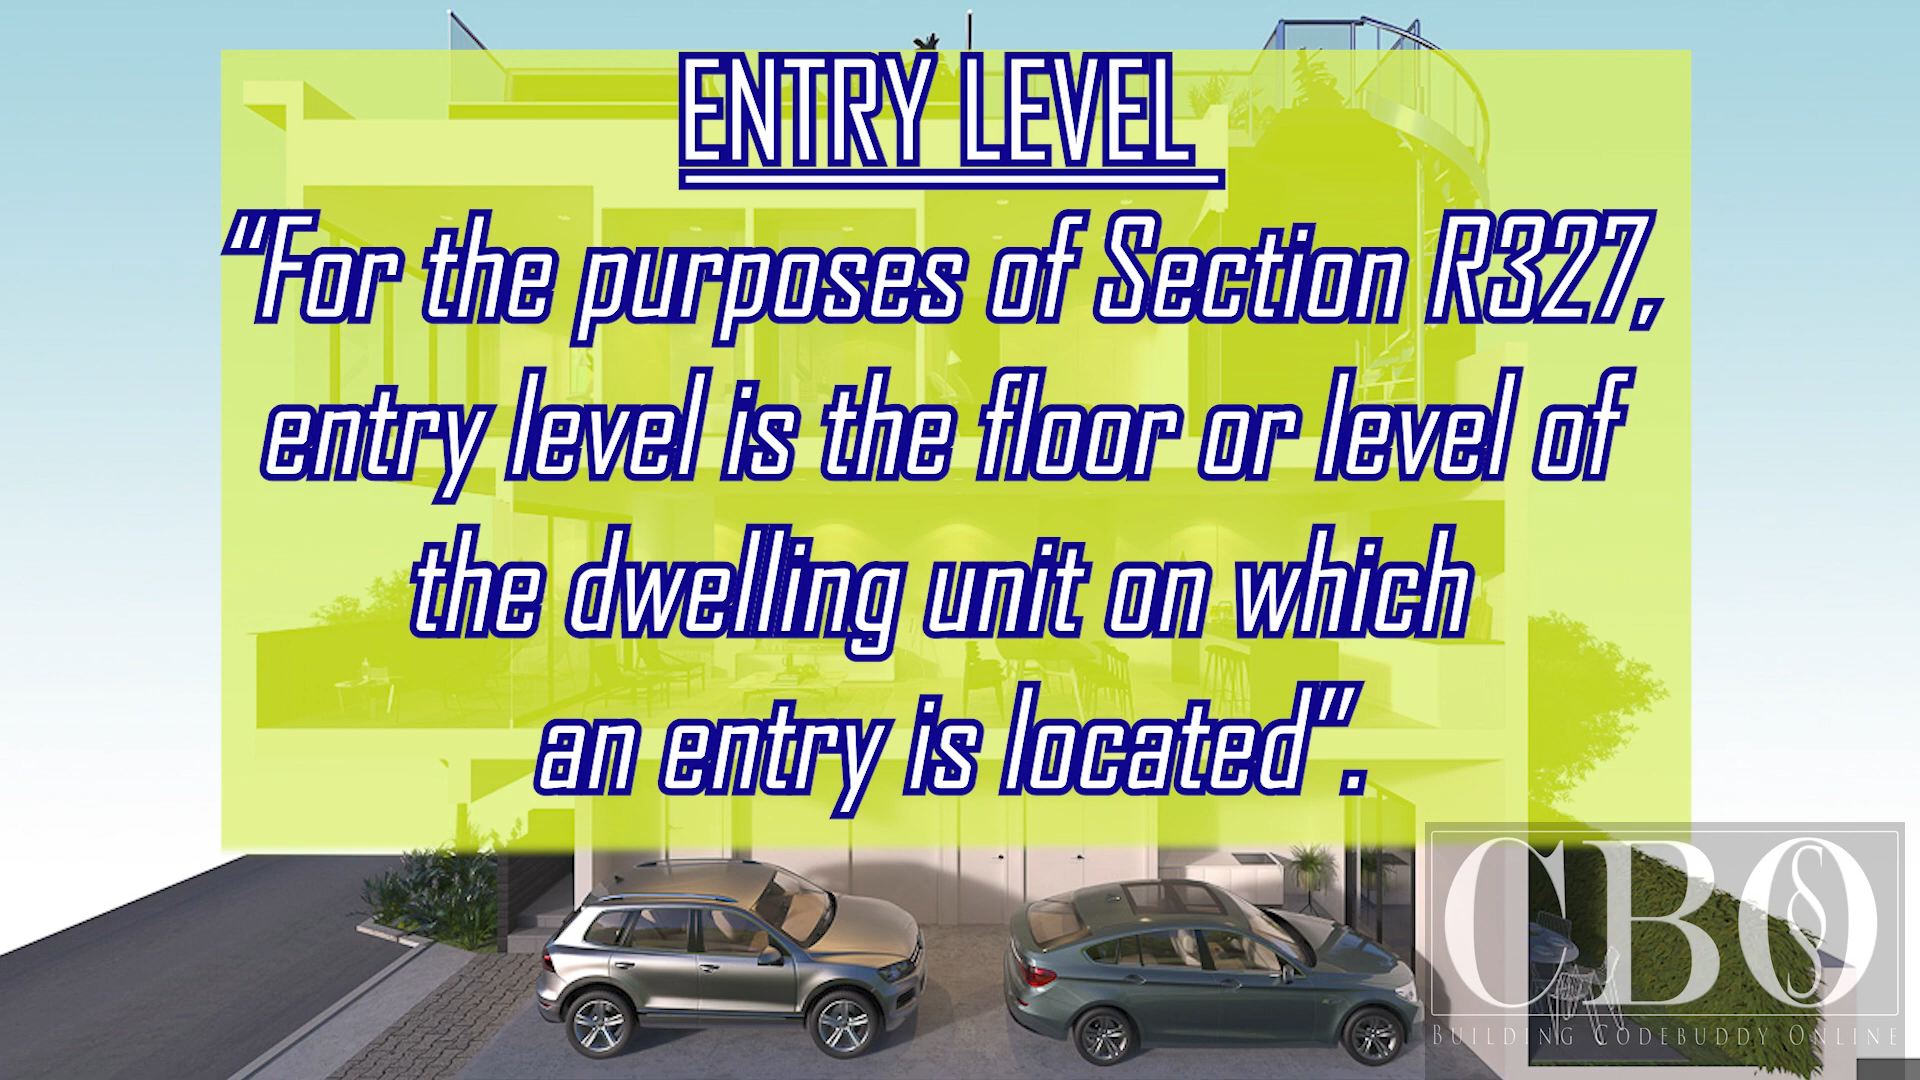 ENTRY LEVEL
“For the purposes of Section R327,
entry level is the floor or level of
the dwelling unit on which
an entry is located”.
CBO
§
BUILDING CODEBUDDY ONLINE